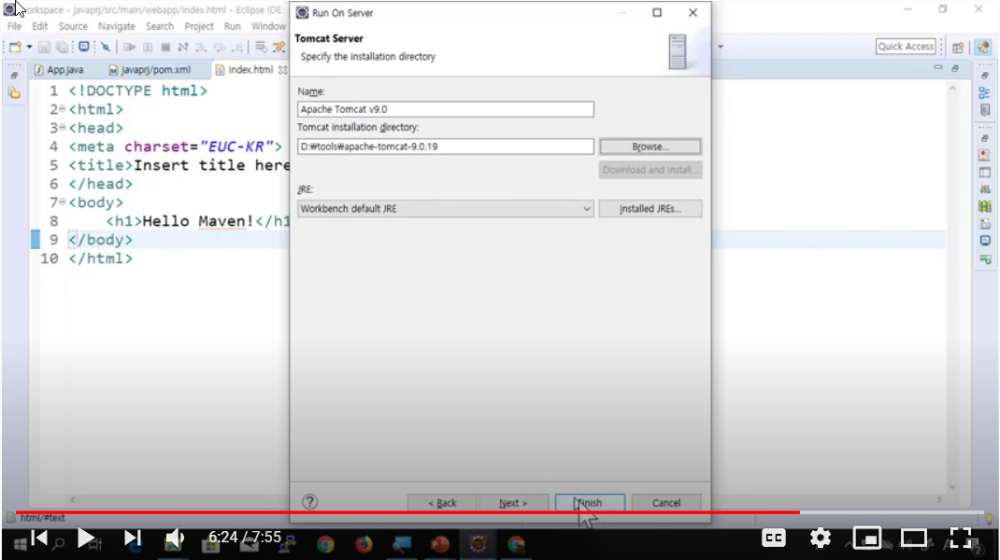 workspace - javaprj/src/main/webapp/index.html - Eclipse IDE
File Edit Source Navigate Search Project Run Window
Quick Access
App.java javaprj/pom.xml index.html
1 <!DOCTYPE html>
2 <html>
3 <head>
4 <meta charset="EUC-KR">
5 <title>Insert title here
6 </head>
7 <body>
8 <h1>Hello Maven!</h1
9 </body>
10 </html>
Run On Server
Tomcat Server
Specify the installation directory
Name:
Apache Tomcat v9.0
Tomcat installation directory:
D:₩tools₩apache-tomcat-9.0.19
Browse...
Download and Install...
JRE:
Workbench default JRE
Installed JREs...
< Back
Next >
Finish
Cancel
html/#text
6:24 / 7:55
CC